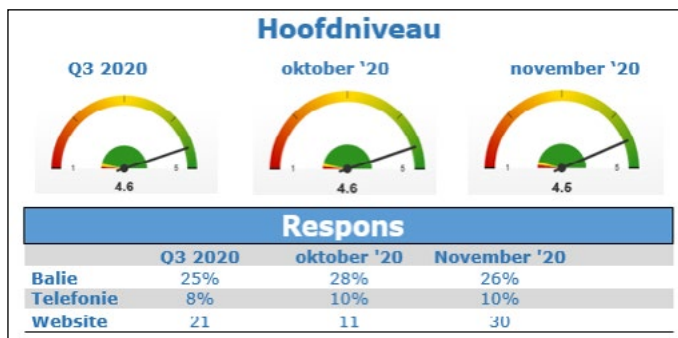 Hoofdniveau
Q3 2020 oktober ‘20 november ‘20
1 5 1 5 1 5
4.6 4.6 4.6
Respons
Q3 2020 oktober '20 November '20
Balie 25% 28% 26%
Telefonie 8% 10% 10%
Website 21 11 30